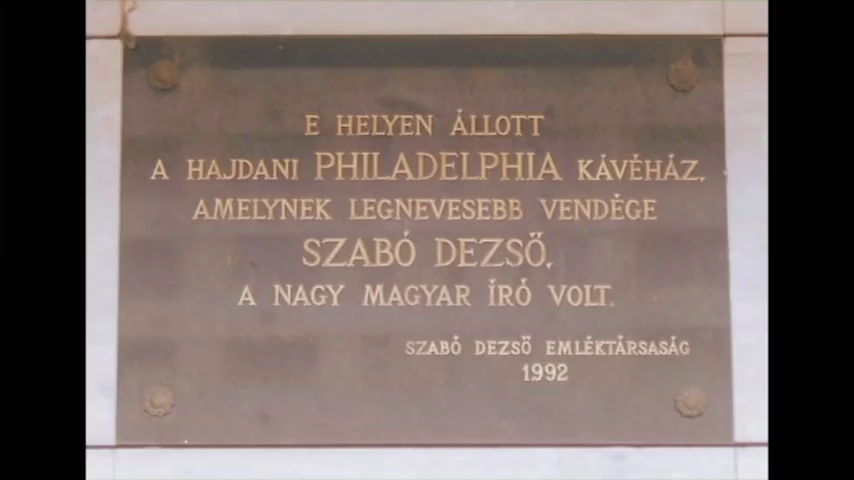 E HELYEN ÁLLOTT
A HAJDANI PHILADELPHIA KÁVÉHÁZ,
AMELYNEK LEGNEVESEBB VENDÉGE
SZABÓ DEZSŐ,
A NAGY MAGYAR ÍRÓ VOLT.
SZABÓ DEZSŐ EMLÉKTÁRSASÁG
1992